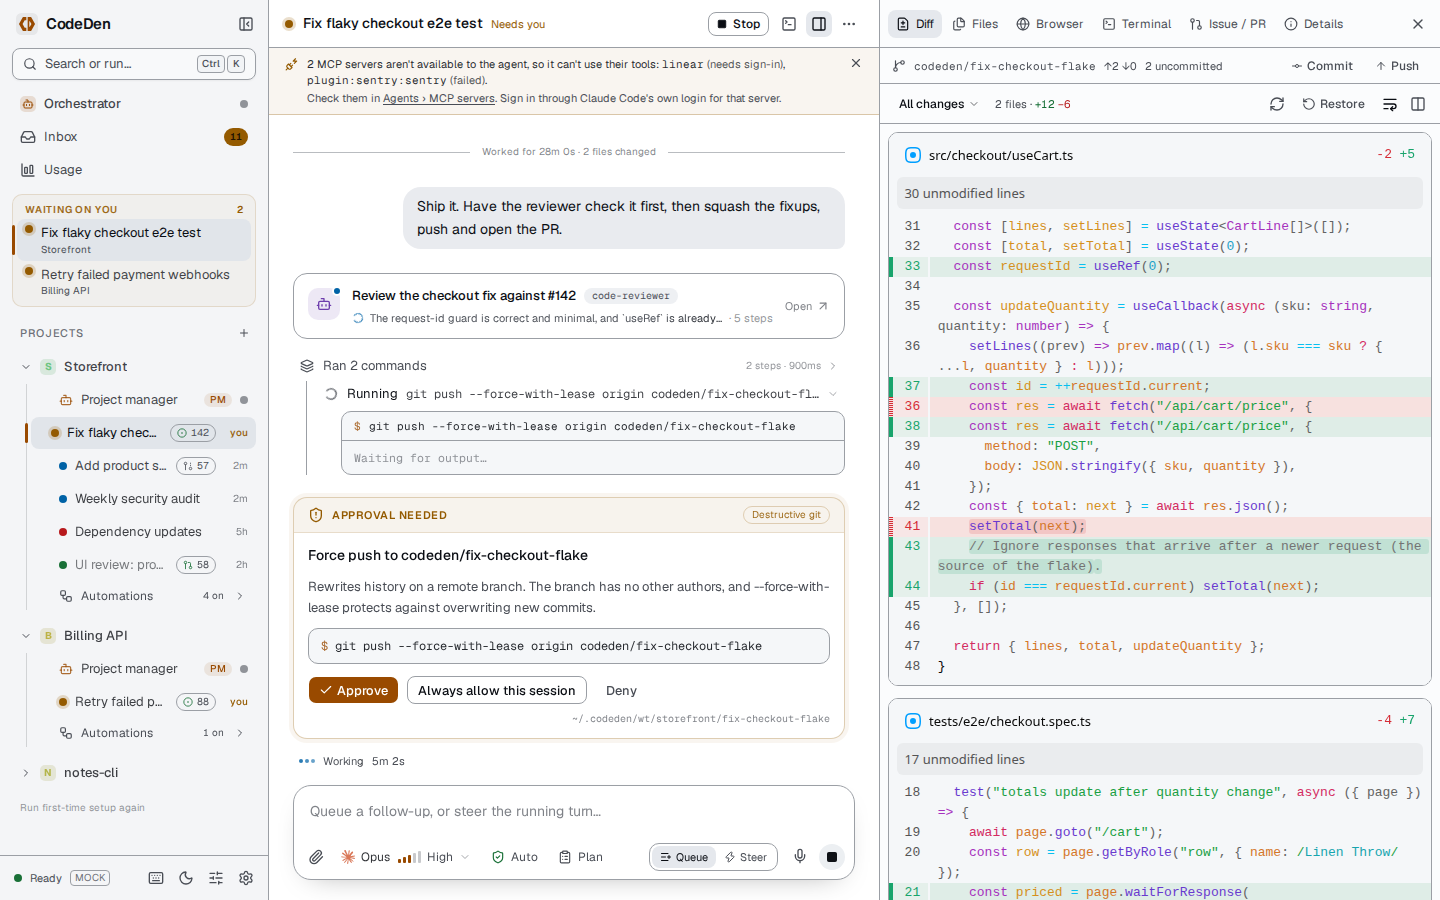 CodeDen
Search or run…
Ctrl
K
Orchestrator
Inbox
11
Usage
WAITING ON YOU
2
Fix flaky checkout e2e test
Storefront
Retry failed payment webhooks
Billing API
PROJECTS
S
Storefront
Project manager
PM
Fix flaky chec…
142
you
Add product s…
57
2m
Weekly security audit
2m
Dependency updates
5h
UI review: pro…
58
2h
Automations
4 on
B
Billing API
Project manager
PM
Retry failed p…
88
you
Automations
1 on
N
notes-cli
Run first-time setup again
Ready
MOCK
Fix flaky checkout e2e test
Needs you
Stop
2 MCP servers aren't available to the agent, so it can't use their tools: linear (needs sign-in),
plugin:sentry:sentry (failed).
Check them in Agents › MCP servers. Sign in through Claude Code's own login for that server.
Worked for 28m 0s · 2 files changed
Ship it. Have the reviewer check it first, then squash the fixups,
push and open the PR.
Review the checkout fix against #142
code-reviewer
The request-id guard is correct and minimal, and `useRef` is already…
· 5 steps
Open
Ran 2 commands
2 steps · 900ms
Running
git push --force-with-lease origin codeden/fix-checkout-fl…
$ git push --force-with-lease origin codeden/fix-checkout-flake
Waiting for output…
APPROVAL NEEDED
Destructive git
Force push to codeden/fix-checkout-flake
Rewrites history on a remote branch. The branch has no other authors, and --force-with-
lease protects against overwriting new commits.
$ git push --force-with-lease origin codeden/fix-checkout-flake
Approve
Always allow this session
Deny
~/.codeden/wt/storefront/fix-checkout-flake
Working
5m 2s
Queue a follow-up, or steer the running turn…
Opus
High
Auto
Plan
Queue
Steer
Diff
Files
Browser
Terminal
Issue / PR
Details
codeden/fix-checkout-flake
↑2 ↓0
2 uncommitted
Commit
Push
All changes
2 files · +12 −6
Restore
src/checkout/useCart.ts
-2 +5
30 unmodified lines
31 const [lines, setLines] = useState<CartLine[]>([]);
32 const [total, setTotal] = useState(0);
33 const requestId = useRef(0);
34
35 const updateQuantity = useCallback(async (sku: string,
quantity: number) => {
36 setLines((prev) => prev.map((l) => (l.sku === sku ? {
...l, quantity } : l)));
37 const id = ++requestId.current;
36 const res = await fetch("/api/cart/price", {
38 const res = await fetch("/api/cart/price", {
39 method: "POST",
40 body: JSON.stringify({ sku, quantity }),
41 });
42 const { total: next } = await res.json();
41 setTotal(next);
43 // Ignore responses that arrive after a newer request (the
source of the flake).
44 if (id === requestId.current) setTotal(next);
45 }, []);
46
47 return { lines, total, updateQuantity };
48 }
tests/e2e/checkout.spec.ts
-4 +7
17 unmodified lines
18 test("totals update after quantity change", async ({ page })
=> {
19 await page.goto("/cart");
20 const row = page.getByRole("row", { name: /Linen Throw/
});
21 const priced = page.waitForResponse(